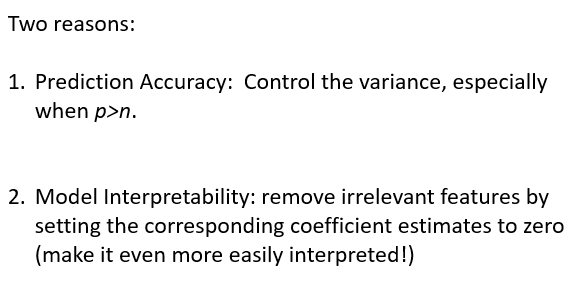 Two reasons:
1. Prediction Accuracy: Control the variance, especially
when p>n.
2. Model Interpretability: remove irrelevant features by
setting the corresponding coefficient estimates to zero
(make it even more easily interpreted!)